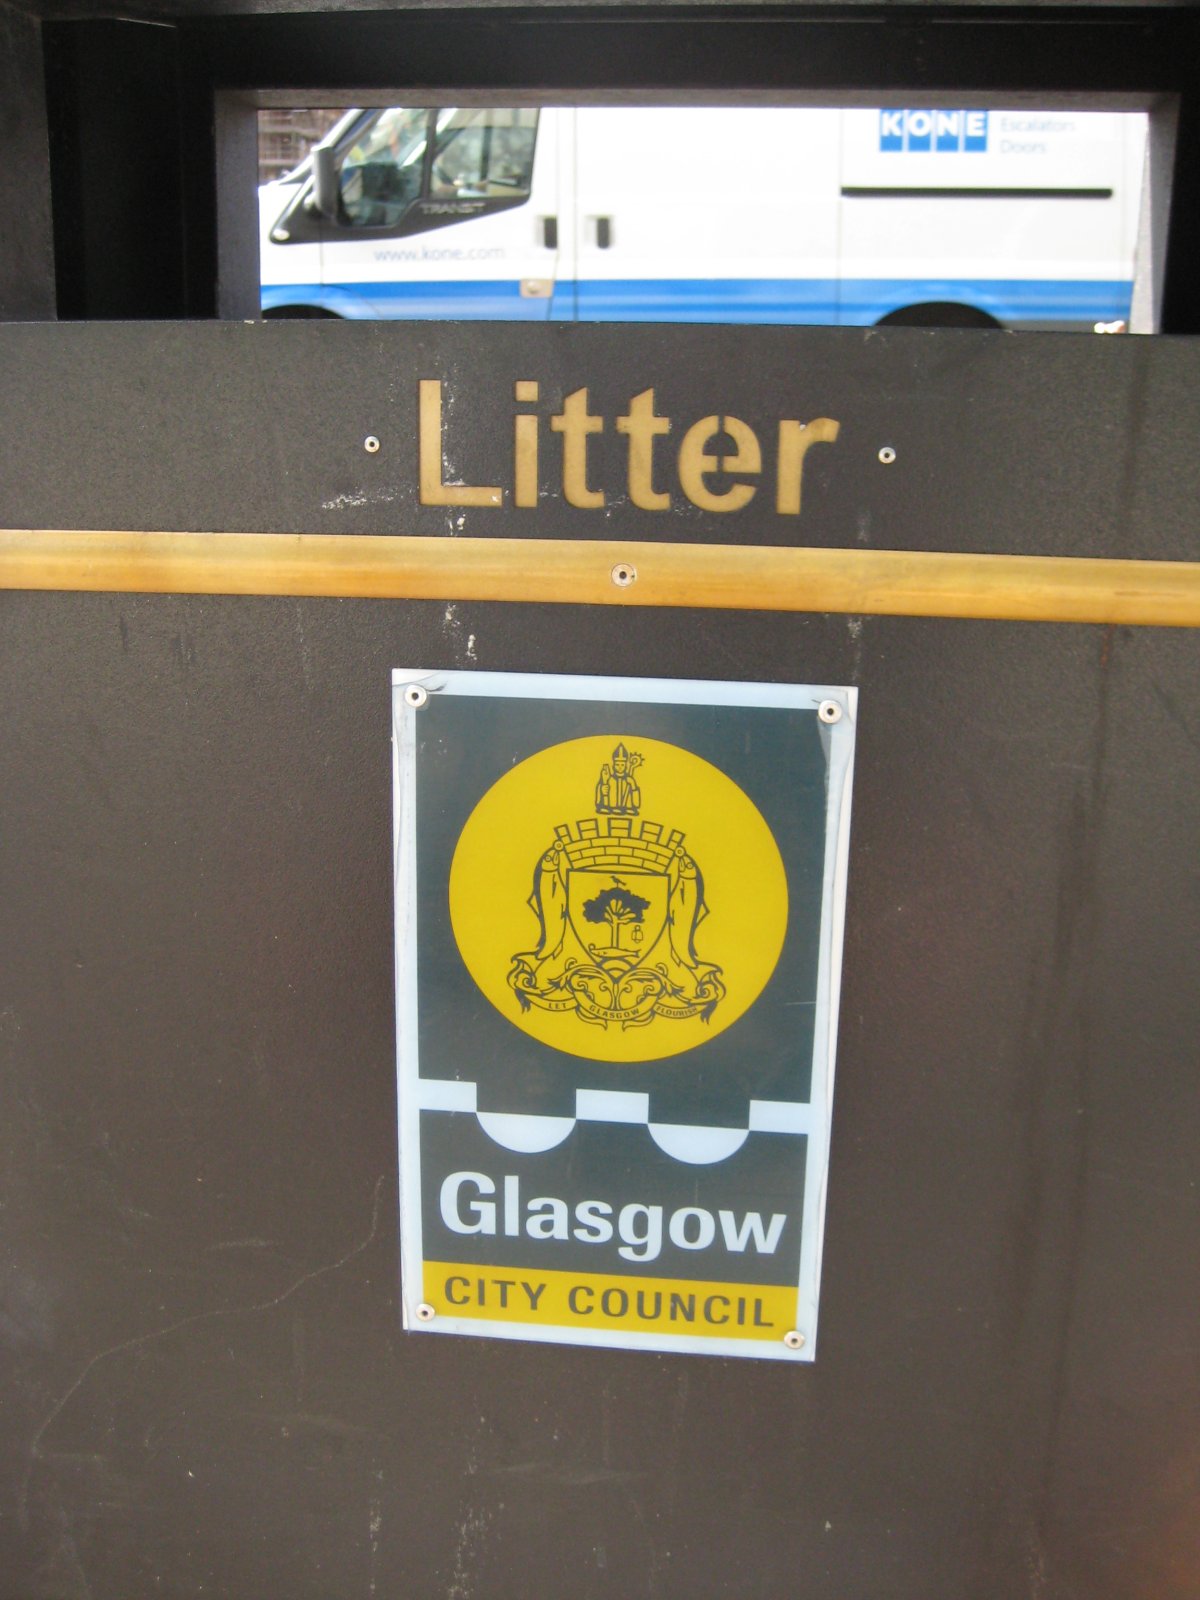 KONE
Escalators
Doors
TRANSIT
www.kone.com
Litter
LET GLASGOW FLOURISH
Glasgow
CITY COUNCIL